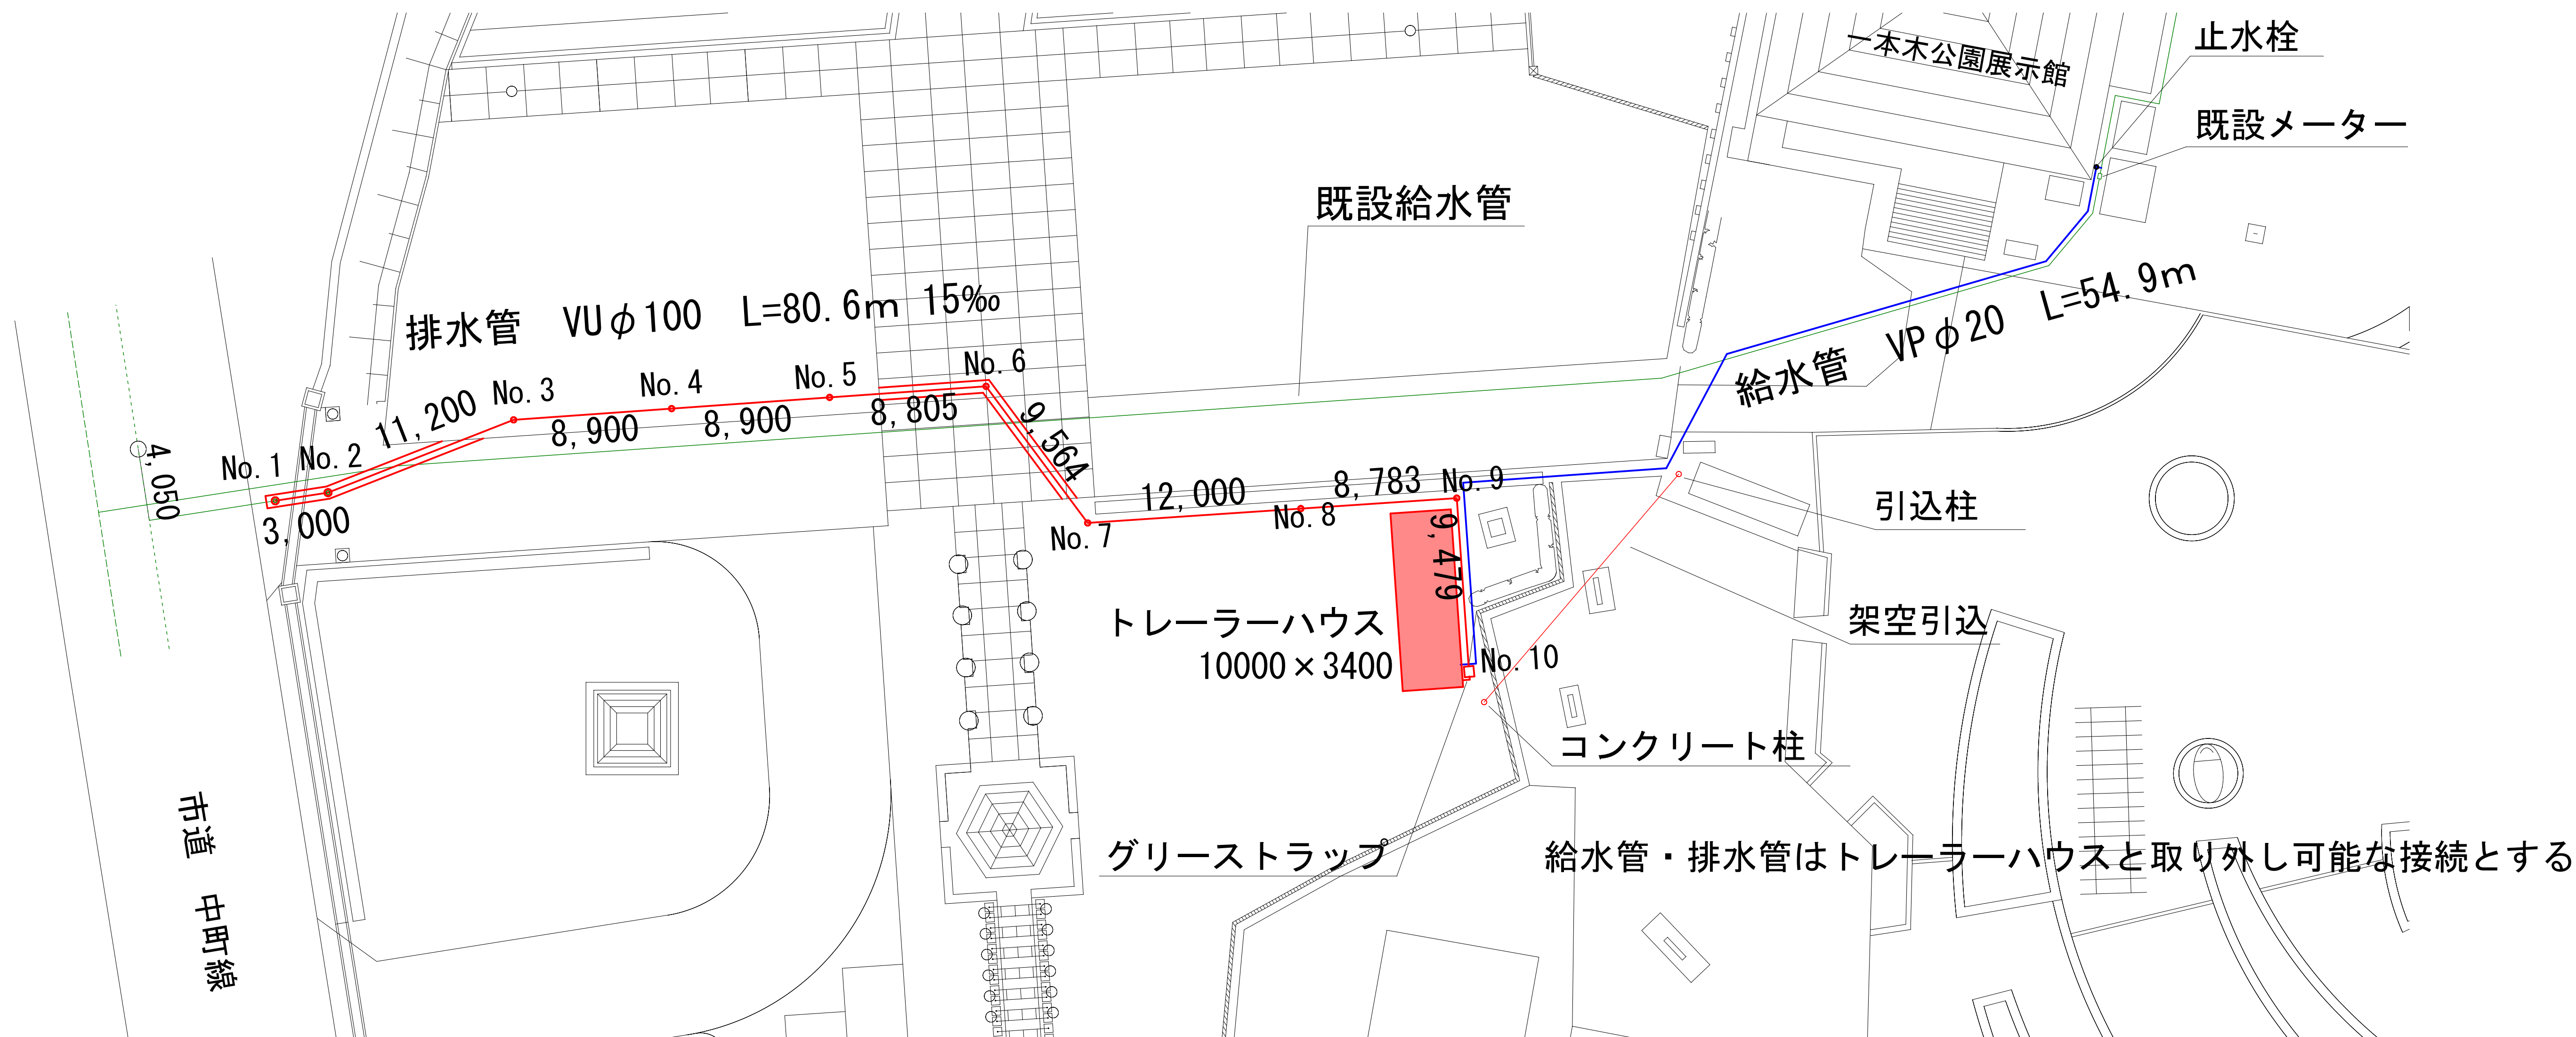 一本木公園展示館
止水栓
既設メーター
既設給水管
排水管　VUφ100　L=80.6m 15‰
給水管　VPφ20　L=54.9m
No.1
No.2
No.3
No.4
No.5
No.6
No.7
No.8
No.9
No.10
4,050
3,000
11,200
8,900
8,900
8,805
9,564
12,000
8,783
9,479
引込柱
架空引込
トレーラーハウス
10000×3400
コンクリート柱
グリーストラップ
給水管・排水管はトレーラーハウスと取り外し可能な接続とする
市道　中町線